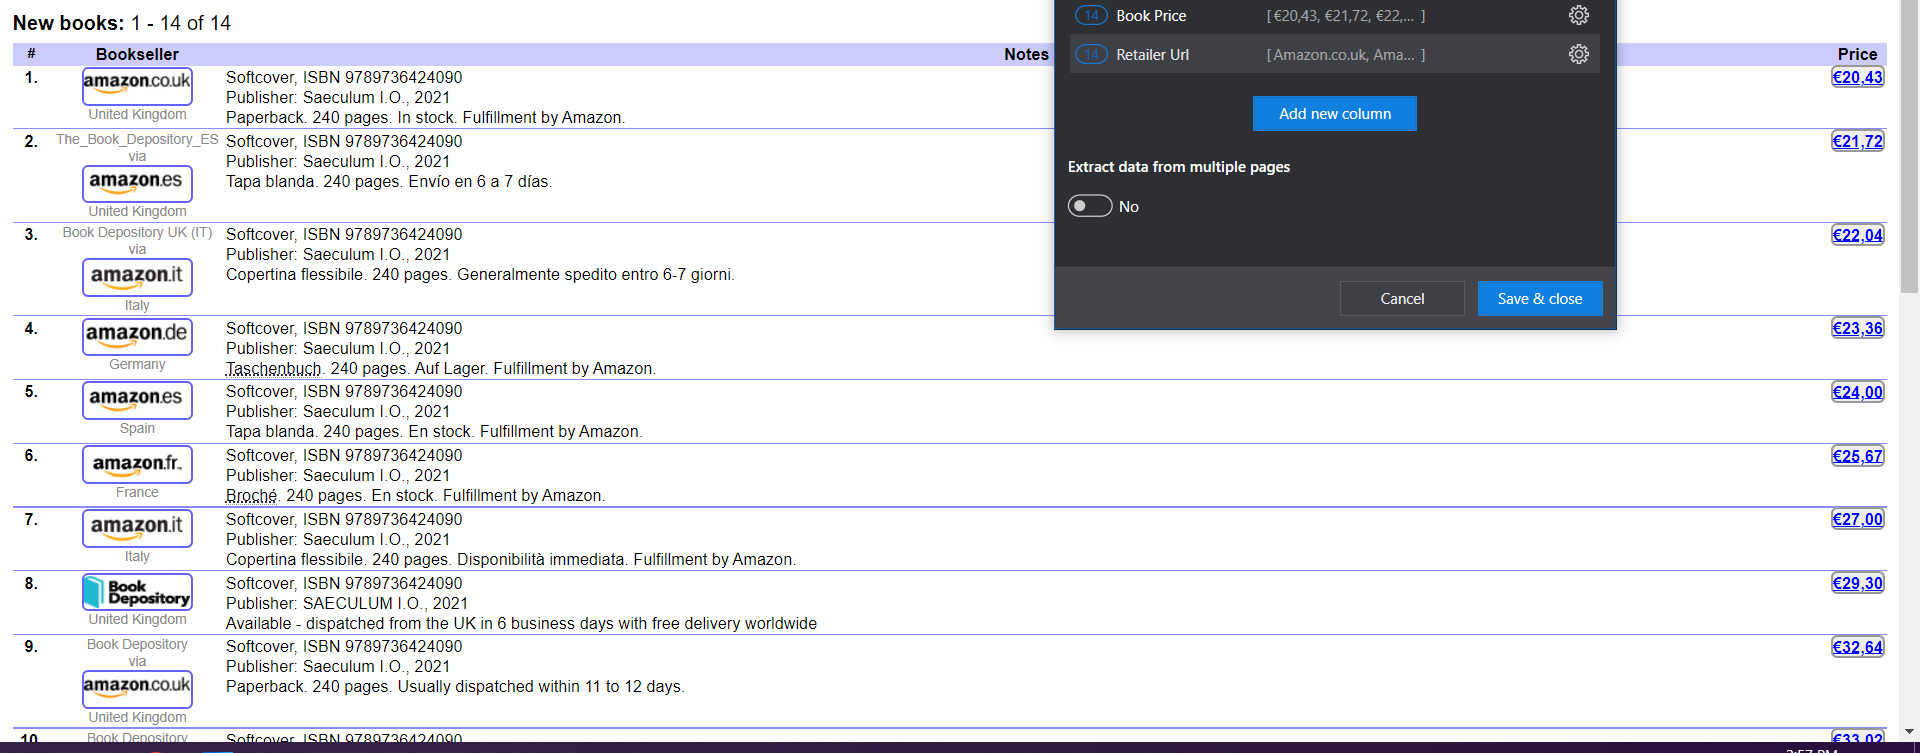 New books: 1 - 14 of 14
# Bookseller Notes Price
1. amazon.co.uk Softcover, ISBN 9789736424090 €20,43
Publisher: Saeculum I.O., 2021
United Kingdom Paperback. 240 pages. In stock. Fulfillment by Amazon.
2. The_Book_Depository_ES Softcover, ISBN 9789736424090 €21,72
via Publisher: Saeculum I.O., 2021
amazon.es Tapa blanda. 240 pages. Envío en 6 a 7 días.
United Kingdom
3. Book Depository UK (IT) Softcover, ISBN 9789736424090 €22,04
via Publisher: Saeculum I.O., 2021
amazon.it Copertina flessibile. 240 pages. Generalmente spedito entro 6-7 giorni.
Italy
4. amazon.de Softcover, ISBN 9789736424090 €23,36
Publisher: Saeculum I.O., 2021
Germany Taschenbuch. 240 pages. Auf Lager. Fulfillment by Amazon.
5. amazon.es Softcover, ISBN 9789736424090 €24,00
Publisher: Saeculum I.O., 2021
Spain Tapa blanda. 240 pages. En stock. Fulfillment by Amazon.
6. amazon.fr Softcover, ISBN 9789736424090 €25,67
Publisher: Saeculum I.O., 2021
France Broché. 240 pages. En stock. Fulfillment by Amazon.
7. amazon.it Softcover, ISBN 9789736424090 €27,00
Publisher: Saeculum I.O., 2021
Italy Copertina flessibile. 240 pages. Disponibilità immediata. Fulfillment by Amazon.
8. Book Depository Softcover, ISBN 9789736424090 €29,30
Publisher: SAECULUM I.O., 2021
United Kingdom Available - dispatched from the UK in 6 business days with free delivery worldwide
9. Book Depository Softcover, ISBN 9789736424090 €32,64
via Publisher: Saeculum I.O., 2021
amazon.co.uk Paperback. 240 pages. Usually dispatched within 11 to 12 days.
United Kingdom
10. Book Depository Softcover, ISBN 9789736424090 €33,02
14 Book Price [ €20,43, €21,72, €22,... ]
14 Retailer Url [ Amazon.co.uk, Ama... ]
Add new column
Extract data from multiple pages
No
Cancel Save & close
2:57 PM